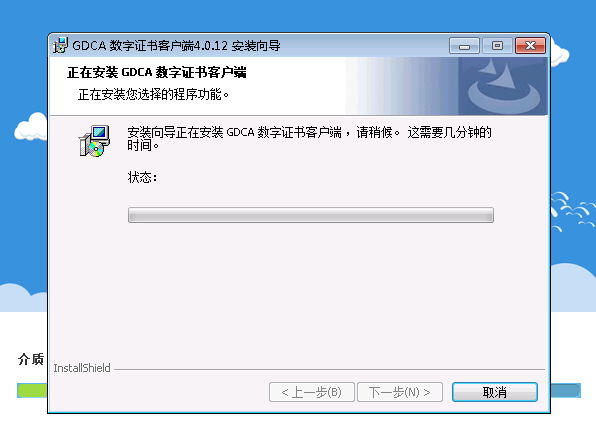 GDCA 数字证书客户端4.0.12 安装向导
正在安装 GDCA 数字证书客户端
正在安装您选择的程序功能。
安装向导正在安装 GDCA 数字证书客户端，请稍候。 这需要几分钟的
时间。
状态：
介质
InstallShield
< 上一步(B) 下一步(N) > 取消